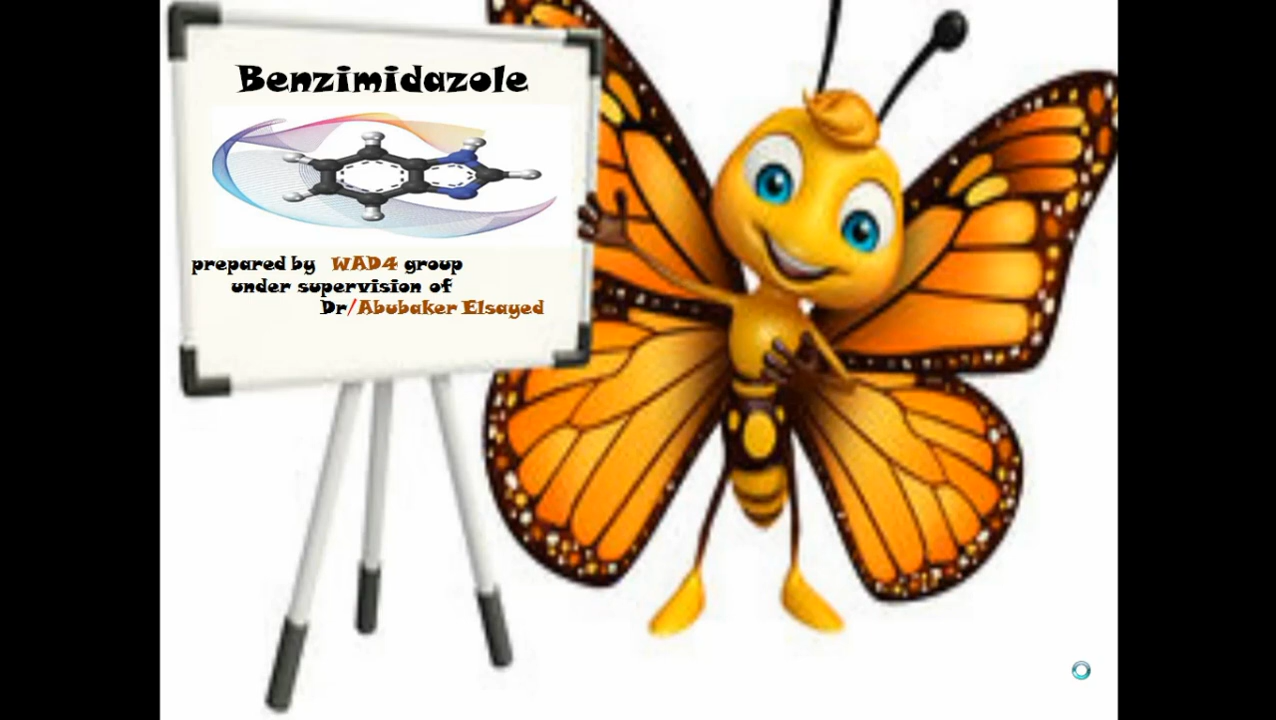 Benzimidazole
prepared by WAD4 group
under supervision of
Dr/Abubaker Elsayed